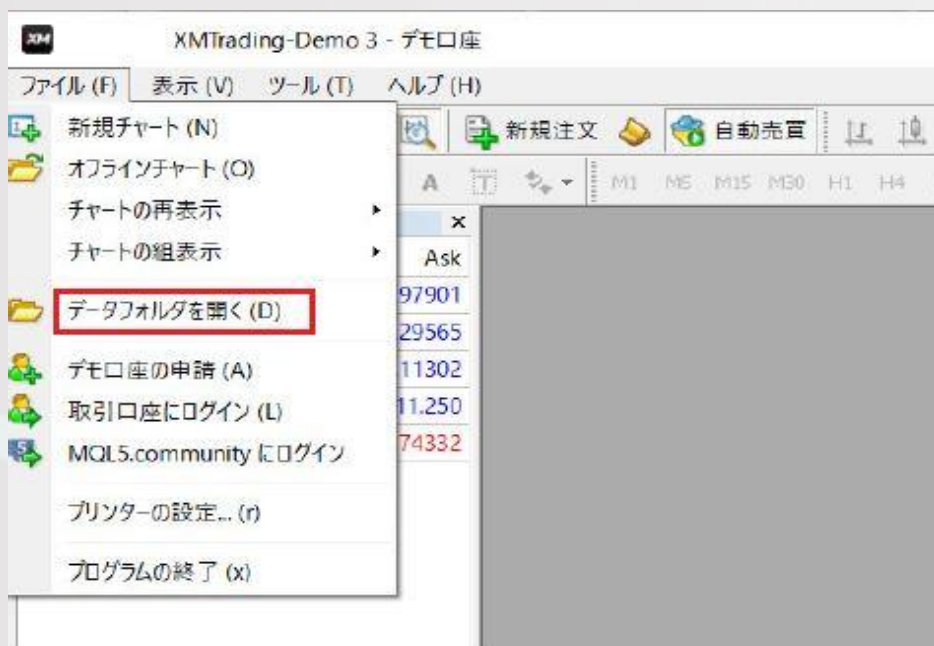 XM XMTrading-Demo 3 - デモ口座
ファイル (F) 表示 (V) ツール (T) ヘルプ (H)
新規チャート (N)
オフラインチャート (O)
チャートの再表示
チャートの組表示
データフォルダを開く (D)
デモ口座の申請 (A)
取引口座にログイン (L)
MQL5.community にログイン
プリンターの設定... (r)
プログラムの終了 (x)
新規注文 自動売買
A T M1 M5 M15 M30 H1 H4
Ask
97901
29565
11302
11.250
74332